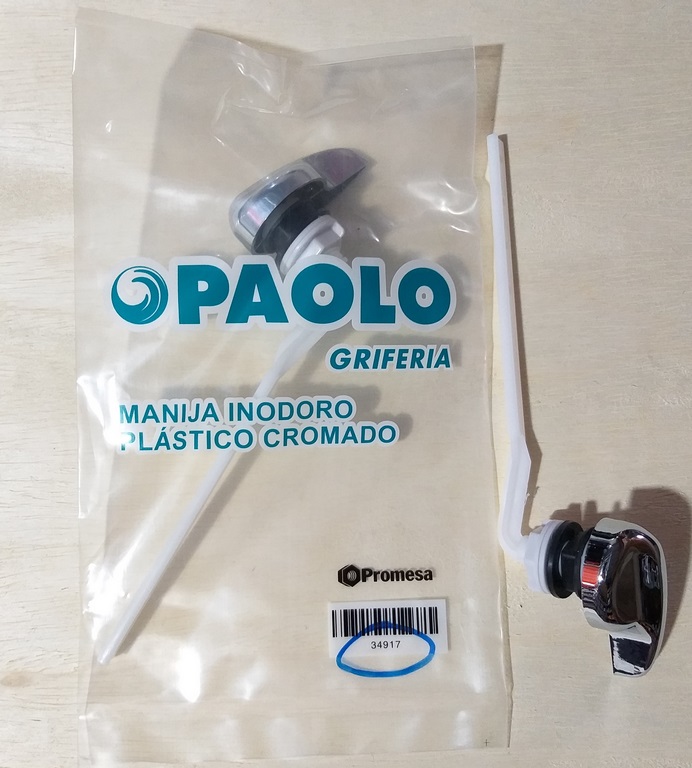 PAOLO
GRIFERIA
MANIJA INODORO
PLÁSTICO CROMADO
Promesa
34917